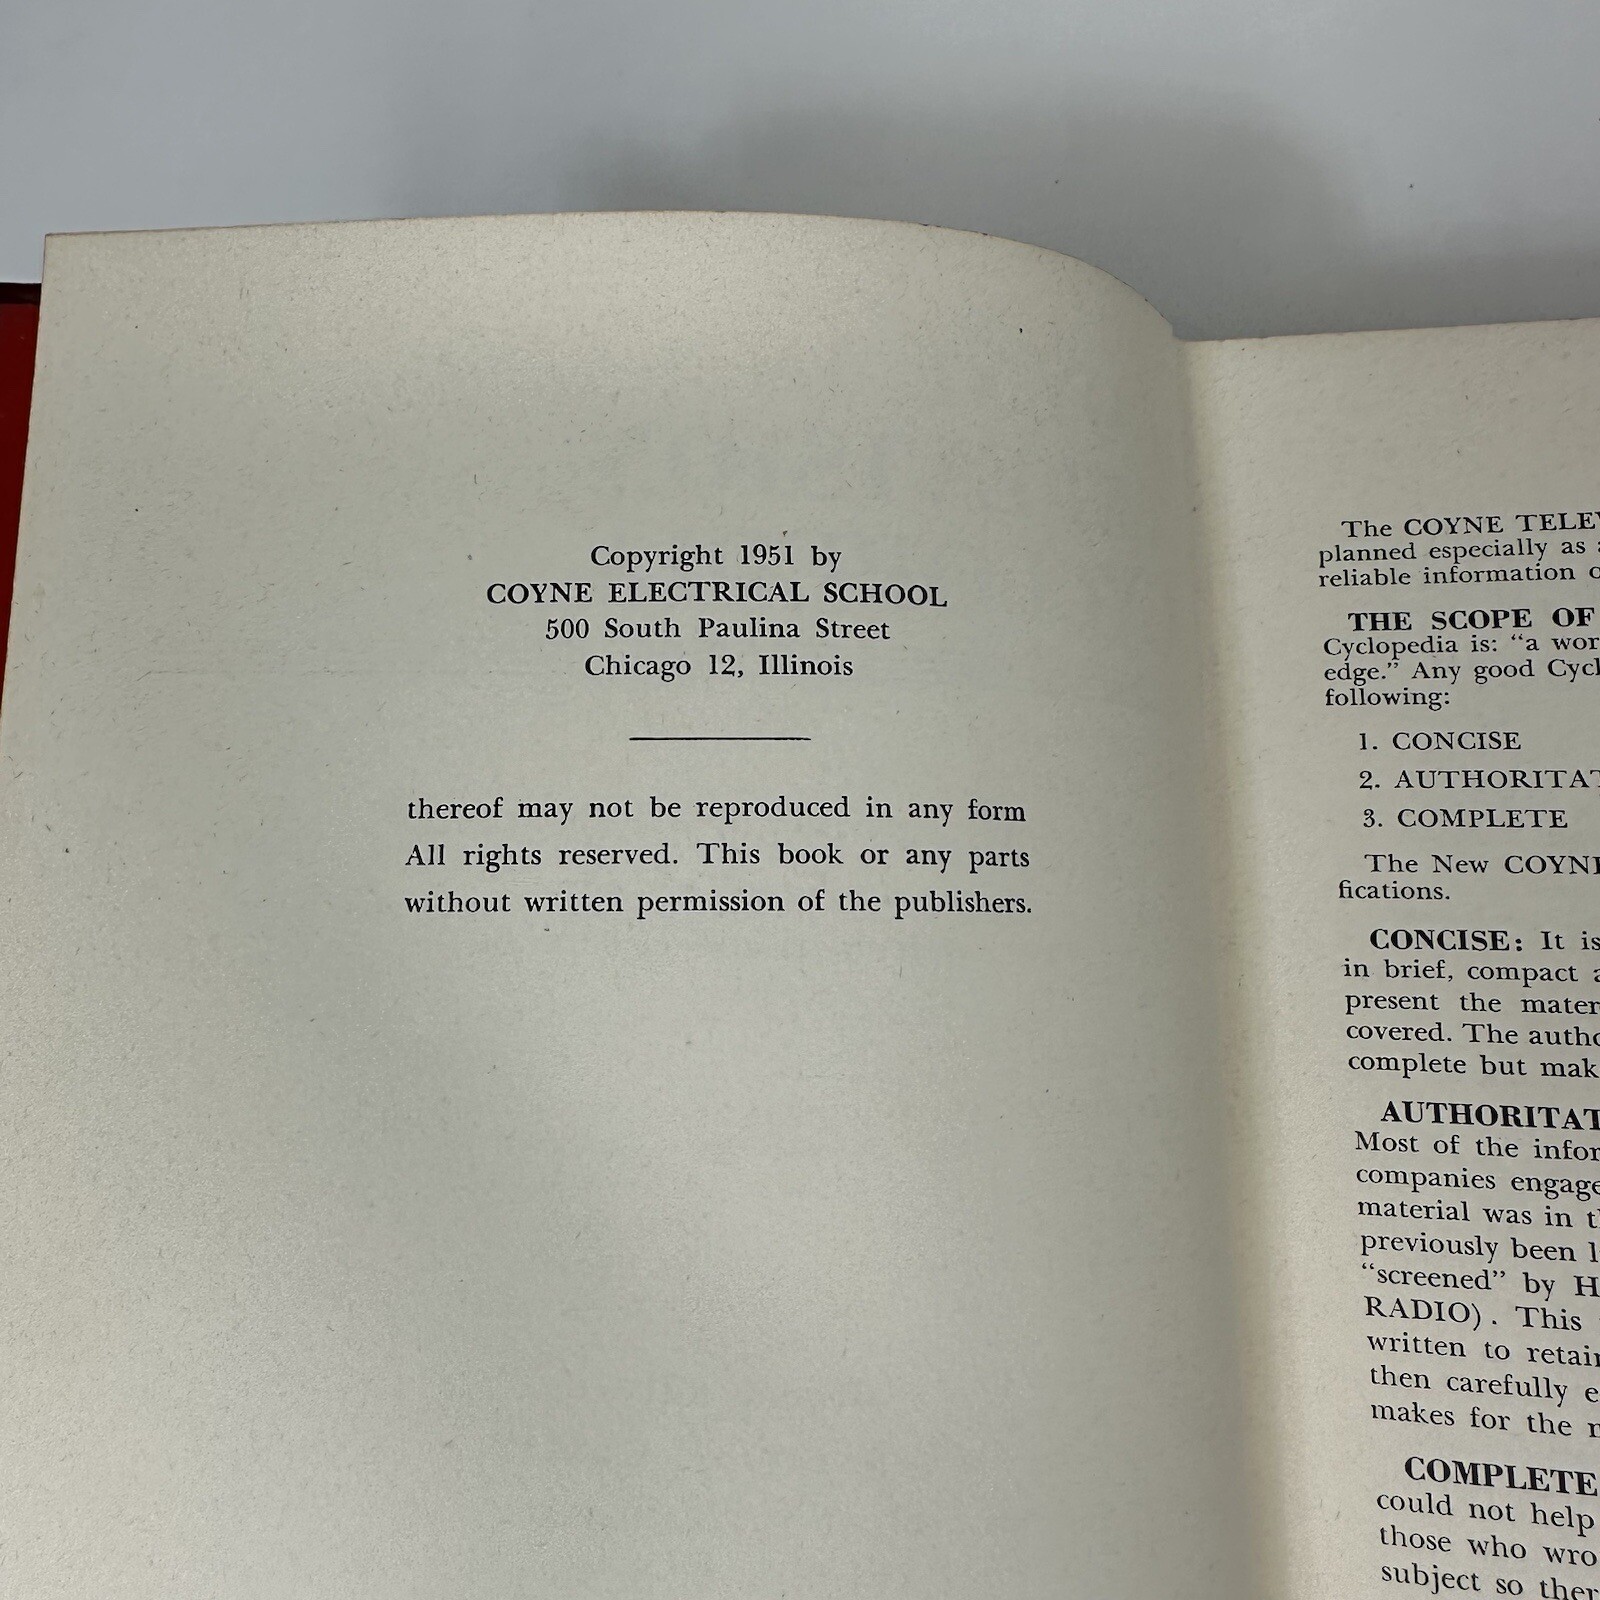 Copyright 1951 by
COYNE ELECTRICAL SCHOOL
500 South Paulina Street
Chicago 12, Illinois
thereof may not be reproduced in any form
All rights reserved. This book or any parts
without written permission of the publishers.
The COYNE
planned especially as
reliable information
THE SCOPE OF
Cyclopedia is: “a
edge.” Any good
following:
1. CONCISE
2.
3. COMPLETE
The New COYNE
fications.
CONCISE: It is
in brief, compact
present the
covered. The
complete but
Most of the
companies
material was in
previously been
“screened” by
RADIO). This
written to
then carefully
makes for the
COMPLETE
could not help
those who
subject so